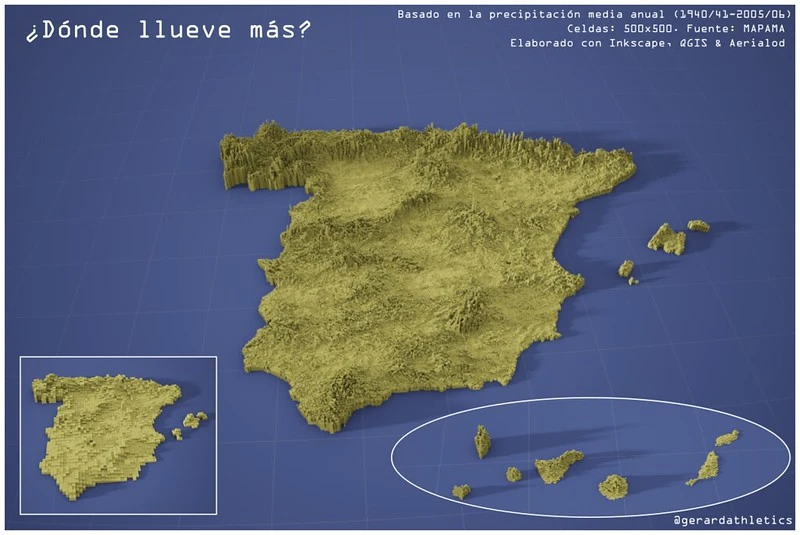 ¿Dónde llueve más?
Basado en la precipitación media anual (1940/41-2005/06)
Celdas: 500x500. Fuente: MAPAMA
Elaborado con Inkscape, QGIS & Aerialod
@gerardathletics